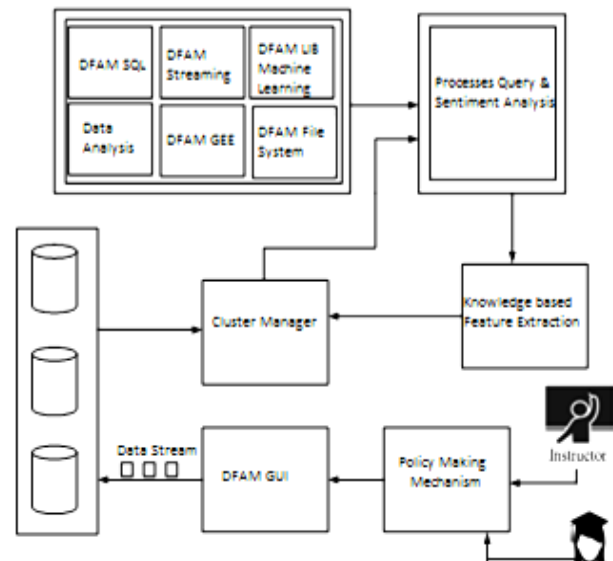 DFAM SQL
DFAM
Streaming
DFAM LIB
Machine
Learning
Data
Analysis
DFAM GEE
DFAM File
System
Processes Query &
Sentiment Analysis
Cluster Manager
Knowledge based
Feature Extraction
Data Stream
DFAM GUI
Policy Making
Mechanism
Instructor